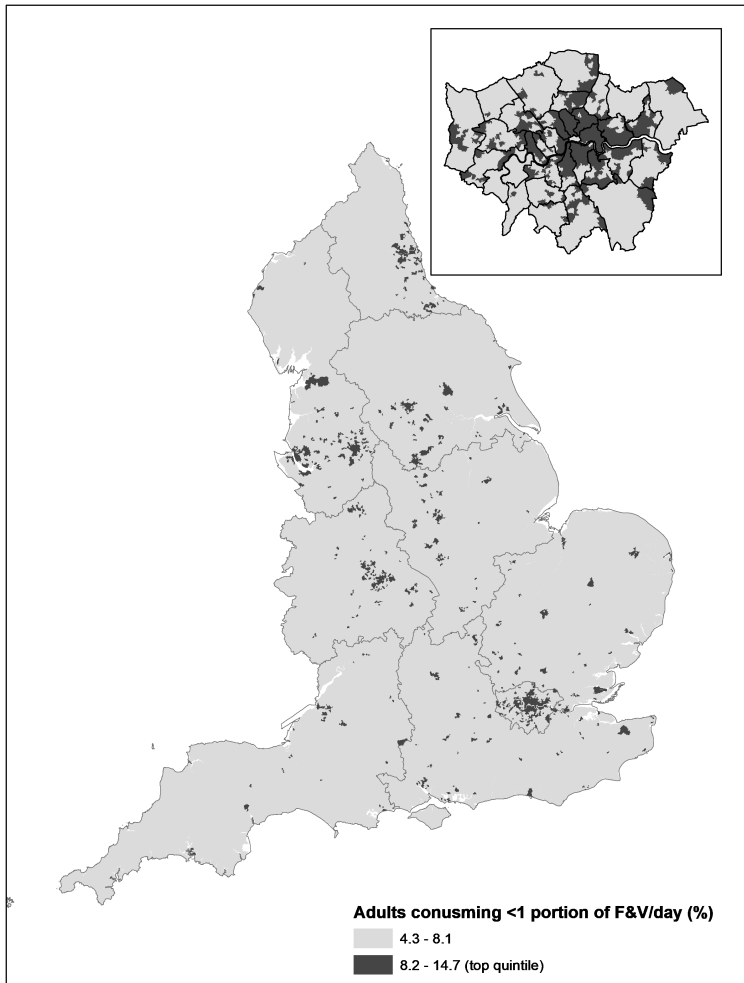 Adults conusming <1 portion of F&V/day (%)
4.3 - 8.1
8.2 - 14.7 (top quintile)